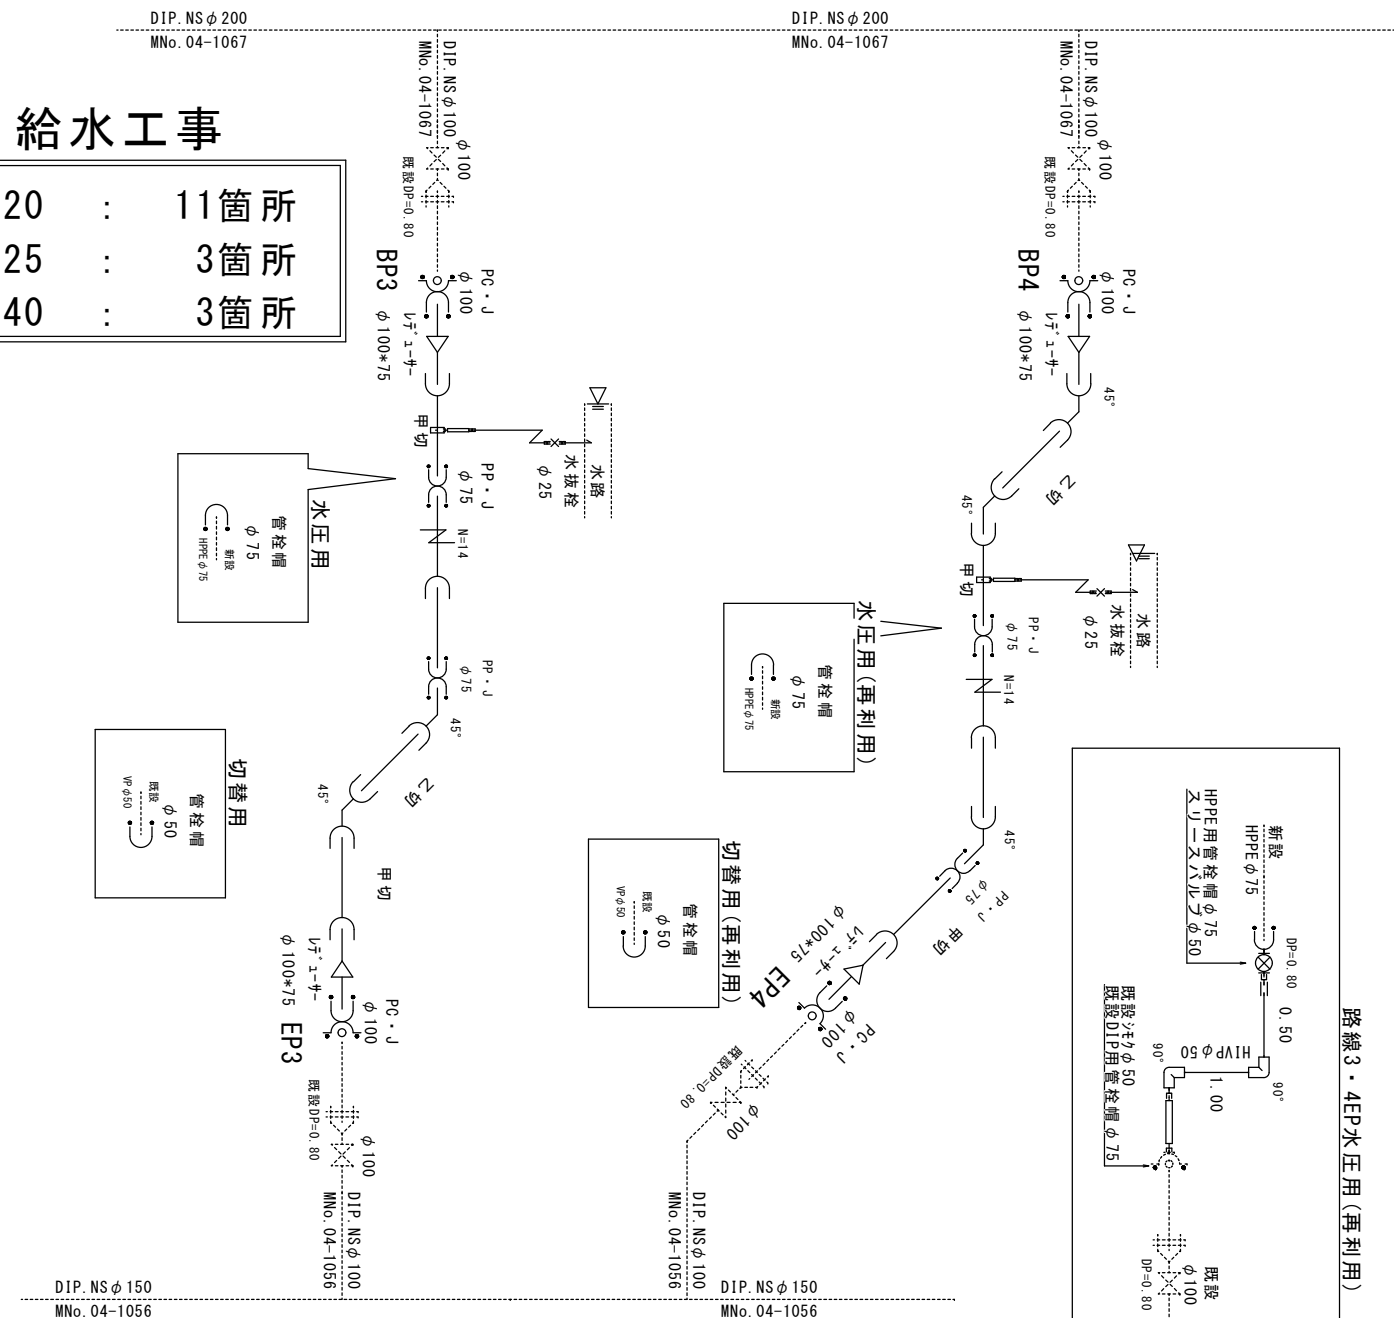 DIP.NSφ200
MNo.04-1067
DIP.NSφ200
MNo.04-1067
給水工事
20 : 11箇所
25 : 3箇所
40 : 3箇所
DIP.NSφ100
MNo.04-1067
φ100
既設DP=0.80
BP3
PC・J
φ100
レデューサー
φ100*75
甲切
水路
水抜栓
φ25
PP・J
φ75
N=14
水圧用
管栓帽
φ75
新設
HPPEφ75
PP・J
φ75
45°
乙切
45°
切替用
管栓帽
φ50
既設
VPφ50
甲切
レデューサー
φ100*75
PC・J
φ100
EP3
既設DP=0.80
φ100
DIP.NSφ100
MNo.04-1056
DIP.NSφ150
MNo.04-1056
DIP.NSφ100
MNo.04-1067
φ100
既設DP=0.80
BP4
PC・J
φ100
レデューサー
φ100*75
45°
乙切
45°
甲切
水路
水抜栓
φ25
PP・J
φ75
N=14
水圧用(再利用)
管栓帽
φ75
新設
HPPEφ75
45°
PP・J
φ75
甲切
切替用(再利用)
管栓帽
φ50
既設
VPφ50
レデューサー
φ100*75
EP4
PC・J
φ100
既設DP=0.80
φ100
DIP.NSφ100
MNo.04-1056
DIP.NSφ150
MNo.04-1056
路線3・4EP水圧用(再利用)
新設
HPPEφ75
HPPE用管栓帽φ75
スリースバルブφ50
DP=0.80
0.50
90°
HIVPφ50
1.00
90°
既設シモクφ50
既設DIP用管栓帽φ75
既設
φ100
DP=0.80